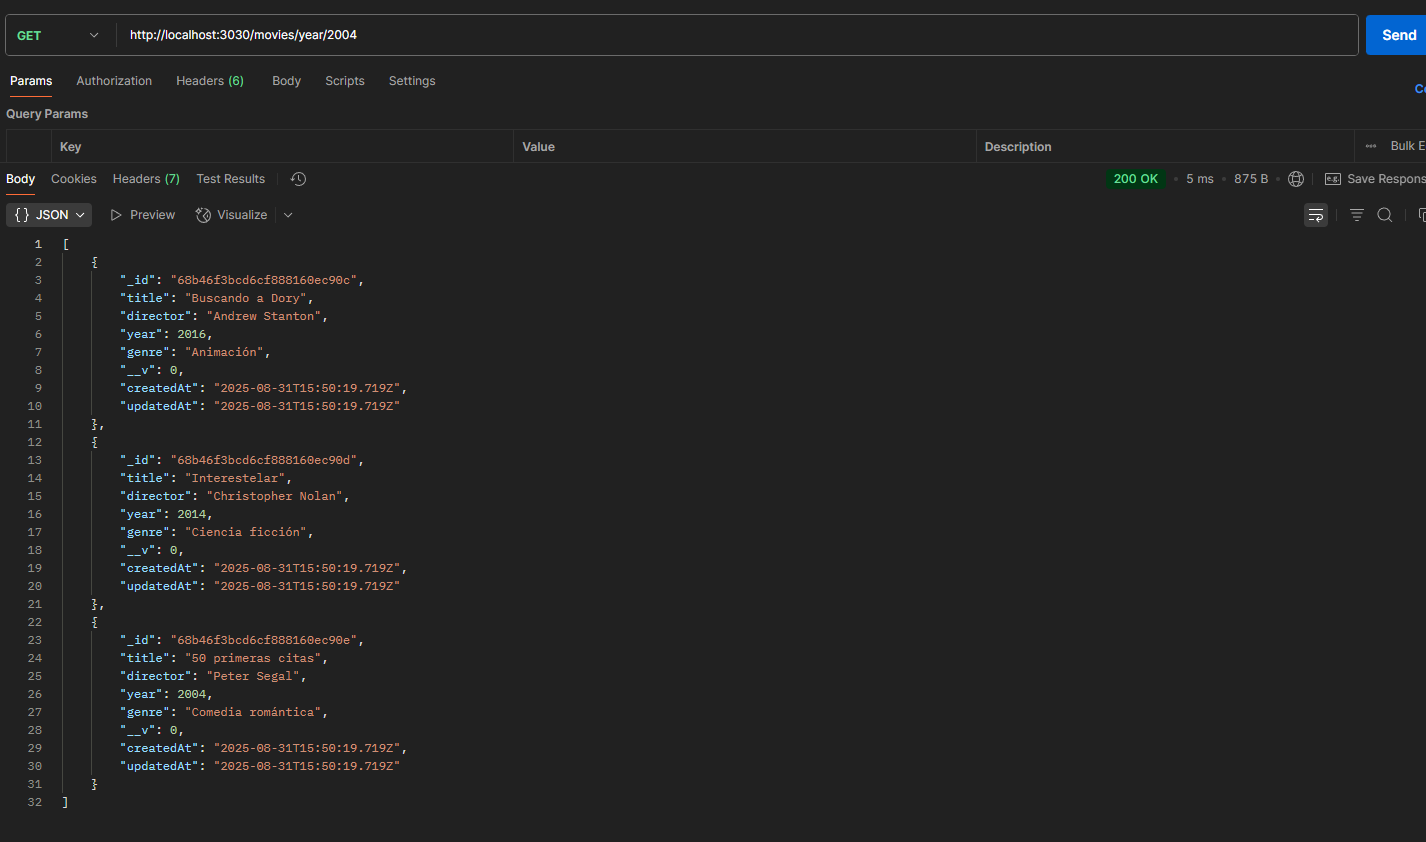 GET http://localhost:3030/movies/year/2004 Send
Params Authorization Headers (6) Body Scripts Settings
Query Params
Key Value Description Bulk
Body Cookies Headers (7) Test Results 200 OK • 5 ms • 875 B • e.g. Save
{} JSON Preview Visualize
1 [
2 {
3 "_id": "68b46f3bcd6cf888160ec90c",
4 "title": "Buscando a Dory",
5 "director": "Andrew Stanton",
6 "year": 2016,
7 "genre": "Animación",
8 "__v": 0,
9 "createdAt": "2025-08-31T15:50:19.719Z",
10 "updatedAt": "2025-08-31T15:50:19.719Z"
11 },
12 {
13 "_id": "68b46f3bcd6cf888160ec90d",
14 "title": "Interestelar",
15 "director": "Christopher Nolan",
16 "year": 2014,
17 "genre": "Ciencia ficción",
18 "__v": 0,
19 "createdAt": "2025-08-31T15:50:19.719Z",
20 "updatedAt": "2025-08-31T15:50:19.719Z"
21 },
22 {
23 "_id": "68b46f3bcd6cf888160ec90e",
24 "title": "50 primeras citas",
25 "director": "Peter Segal",
26 "year": 2004,
27 "genre": "Comedia romántica",
28 "__v": 0,
29 "createdAt": "2025-08-31T15:50:19.719Z",
30 "updatedAt": "2025-08-31T15:50:19.719Z"
31 }
32 ]